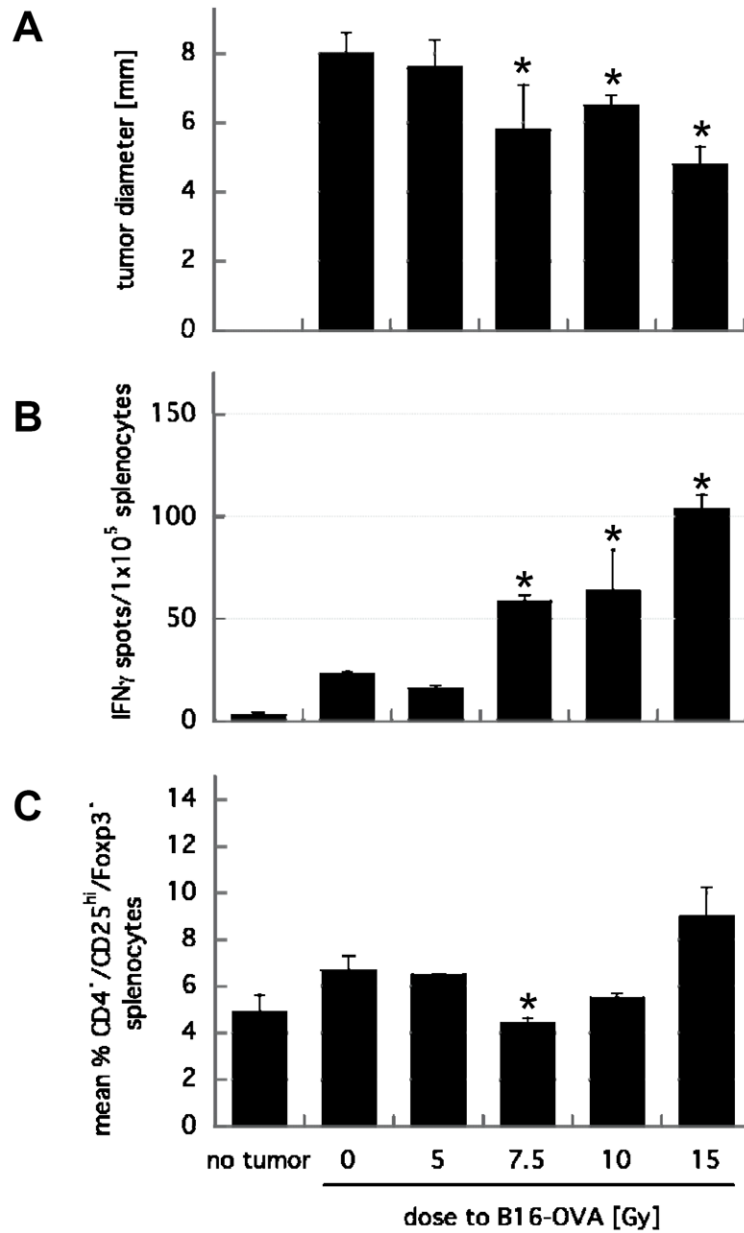 A
tumor diameter [mm]
8
6
4
2
0
*
*
*
B
IFNγ spots/1x10⁵ splenocytes
150
100
50
0
*
*
*
C
mean % CD4⁺/CD25ʰⁱ/Foxp3⁺
splenocytes
14
12
10
8
6
4
2
0
*
no tumor 0 5 7.5 10 15
dose to B16-OVA [Gy]